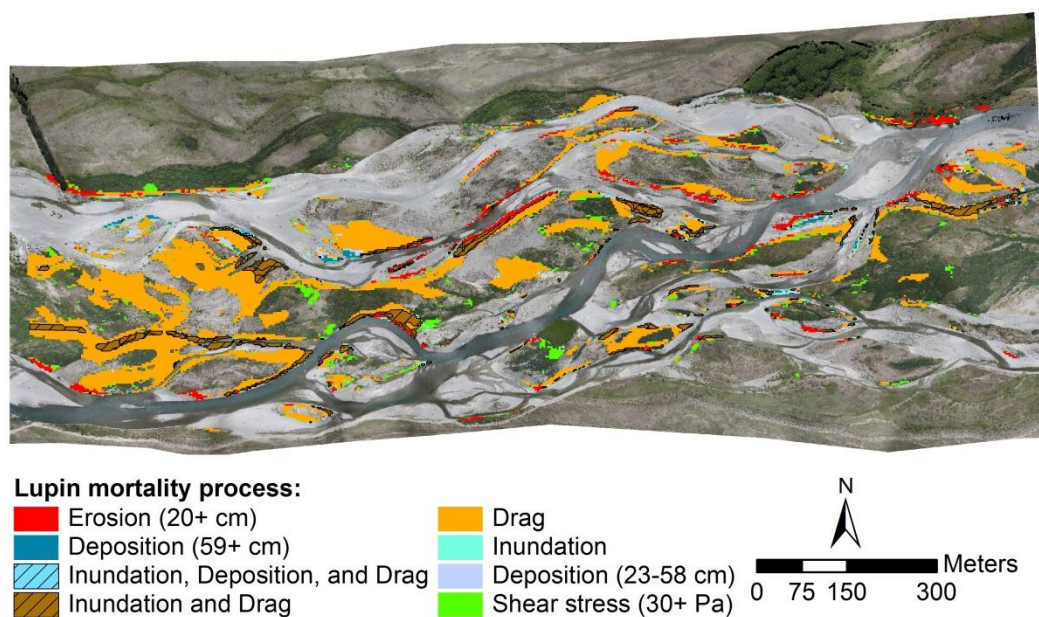 Lupin mortality process:
Erosion (20+ cm)
Deposition (59+ cm)
Inundation, Deposition, and Drag
Inundation and Drag
Drag
Inundation
Deposition (23-58 cm)
Shear stress (30+ Pa)
N
Meters
0 75 150 300